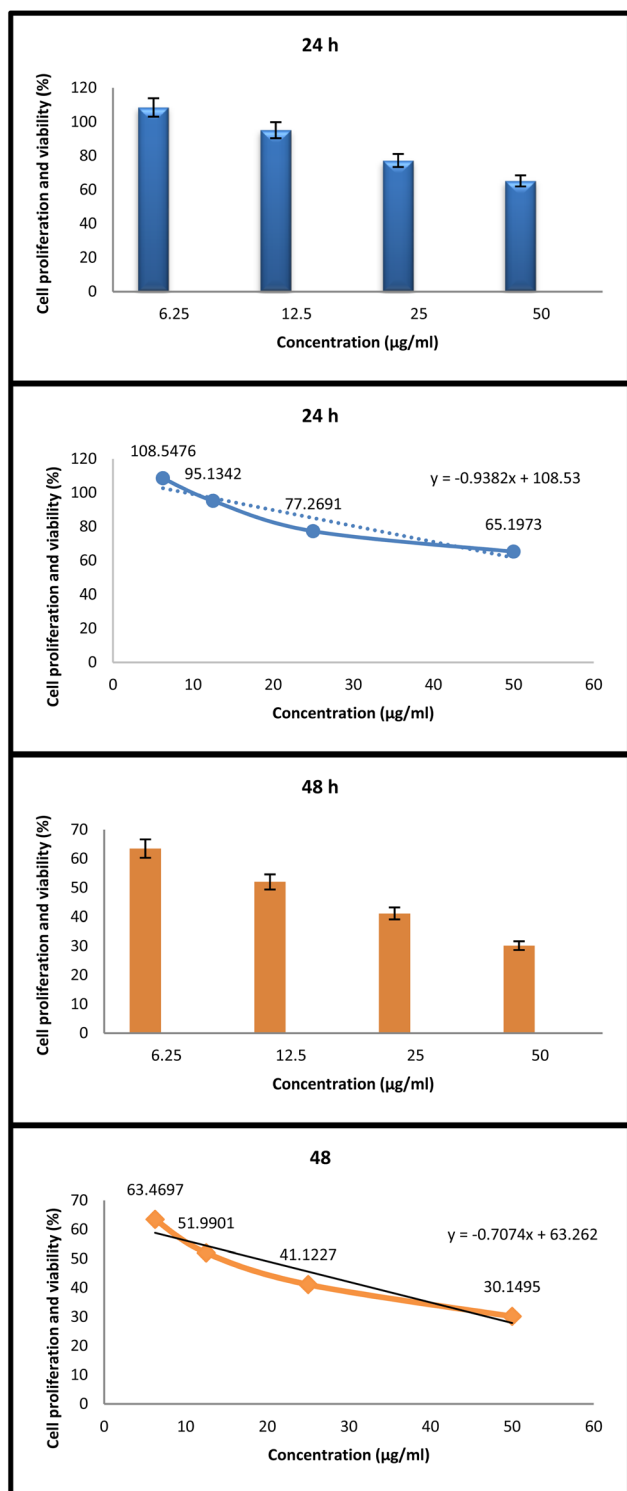 24 h
Cell proliferation and viability (%)
120
100
80
60
40
20
0
6.25 12.5 25 50
Concentration (µg/ml)
24 h
Cell proliferation and viability (%)
120
100
80
60
40
20
0
108.5476
95.1342
77.2691
65.1973
y = -0.9382x + 108.53
0 10 20 30 40 50 60
Concentration (µg/ml)
48 h
Cell proliferation and viability (%)
70
60
50
40
30
20
10
0
6.25 12.5 25 50
Concentration (µg/ml)
48
Cell proliferation and viability (%)
70
60
50
40
30
20
10
0
63.4697
51.9901
41.1227
30.1495
y = -0.7074x + 63.262
0 10 20 30 40 50 60
Concentration (µg/ml)